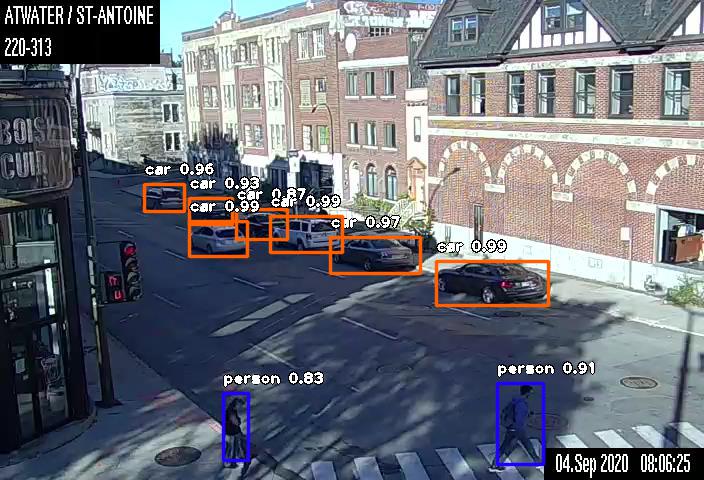 ATWATER / ST-ANTOINE
220-313
BOIS
CUIR
car 0.96
car 0.93
car 0.87
car 0.99
car 0.99
car 0.97
car 0.99
person 0.83
person 0.91
04.Sep 2020 08:06:25